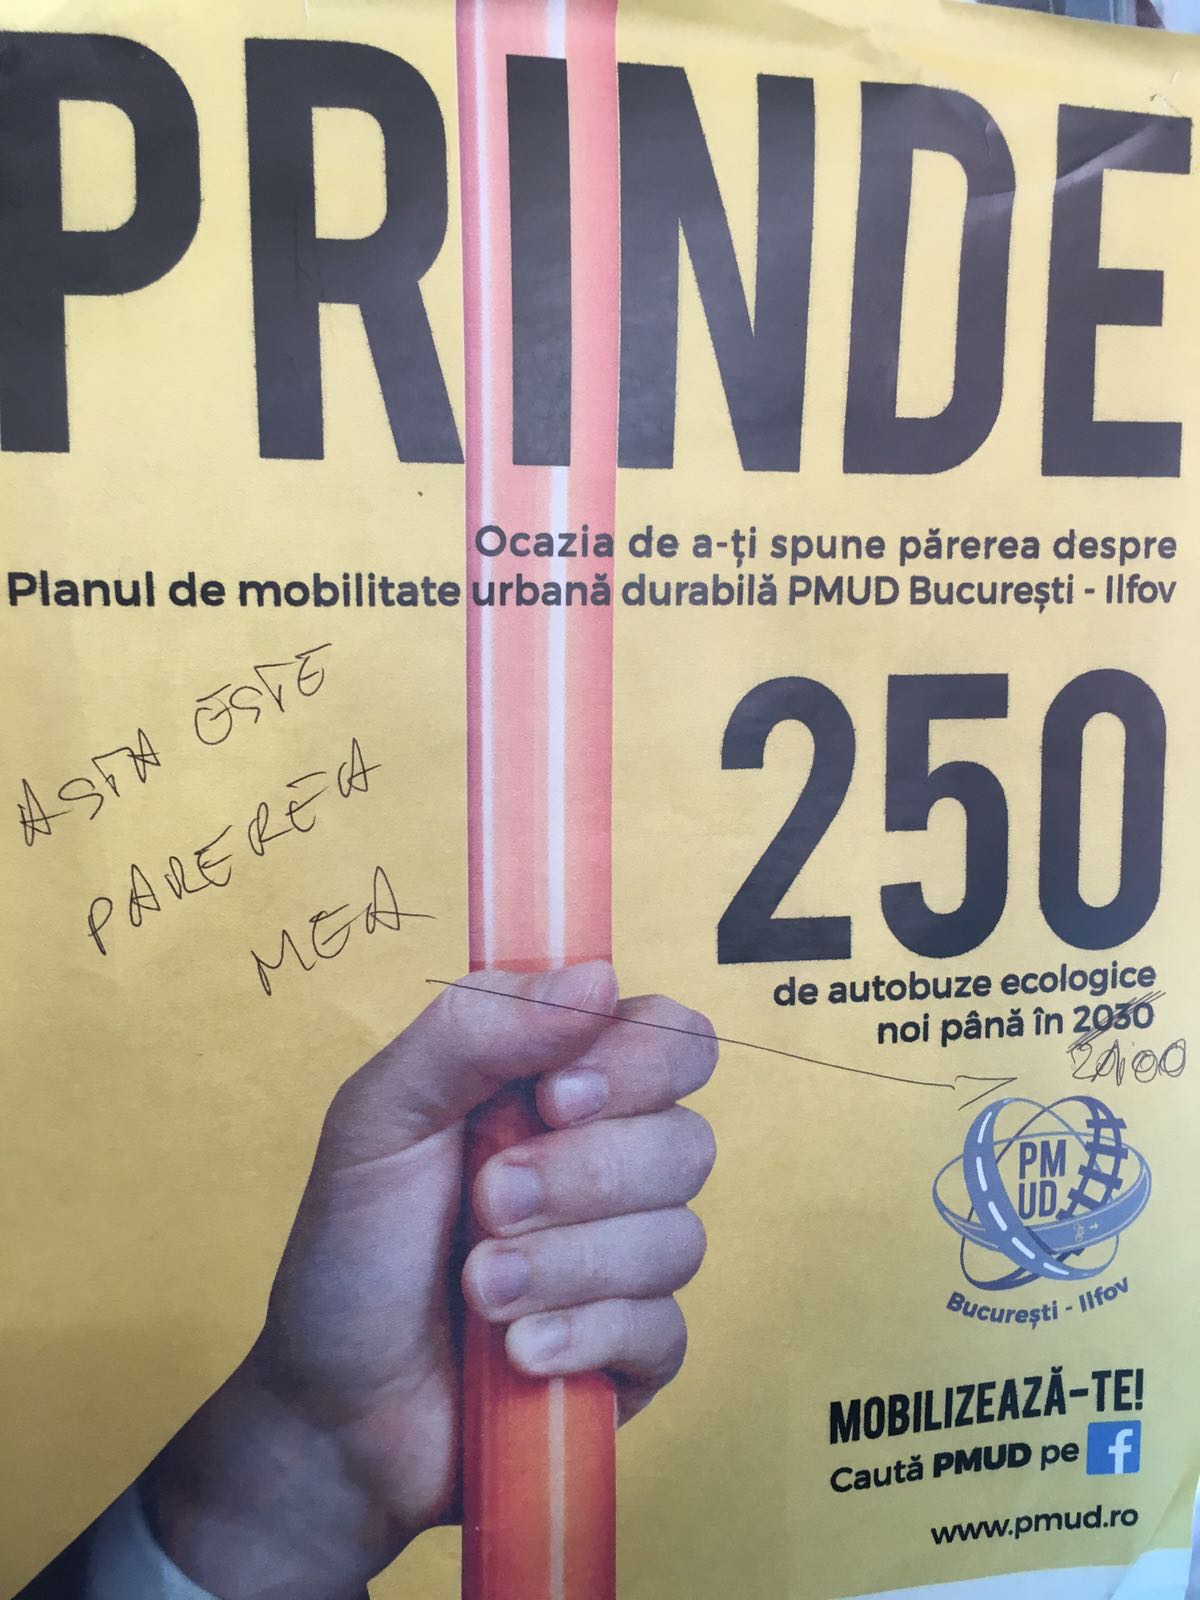 PRINDE
Ocazia de a-ți spune părerea despre
Planul de mobilitate urbană durabilă PMUD București - Ilfov
ASTA ESTE
PAREREA
MEA
250
de autobuze ecologice
noi până în 2030
PM
UD
București - Ilfov
MOBILIZEAZĂ-TE!
Caută PMUD pe f
www.pmud.ro